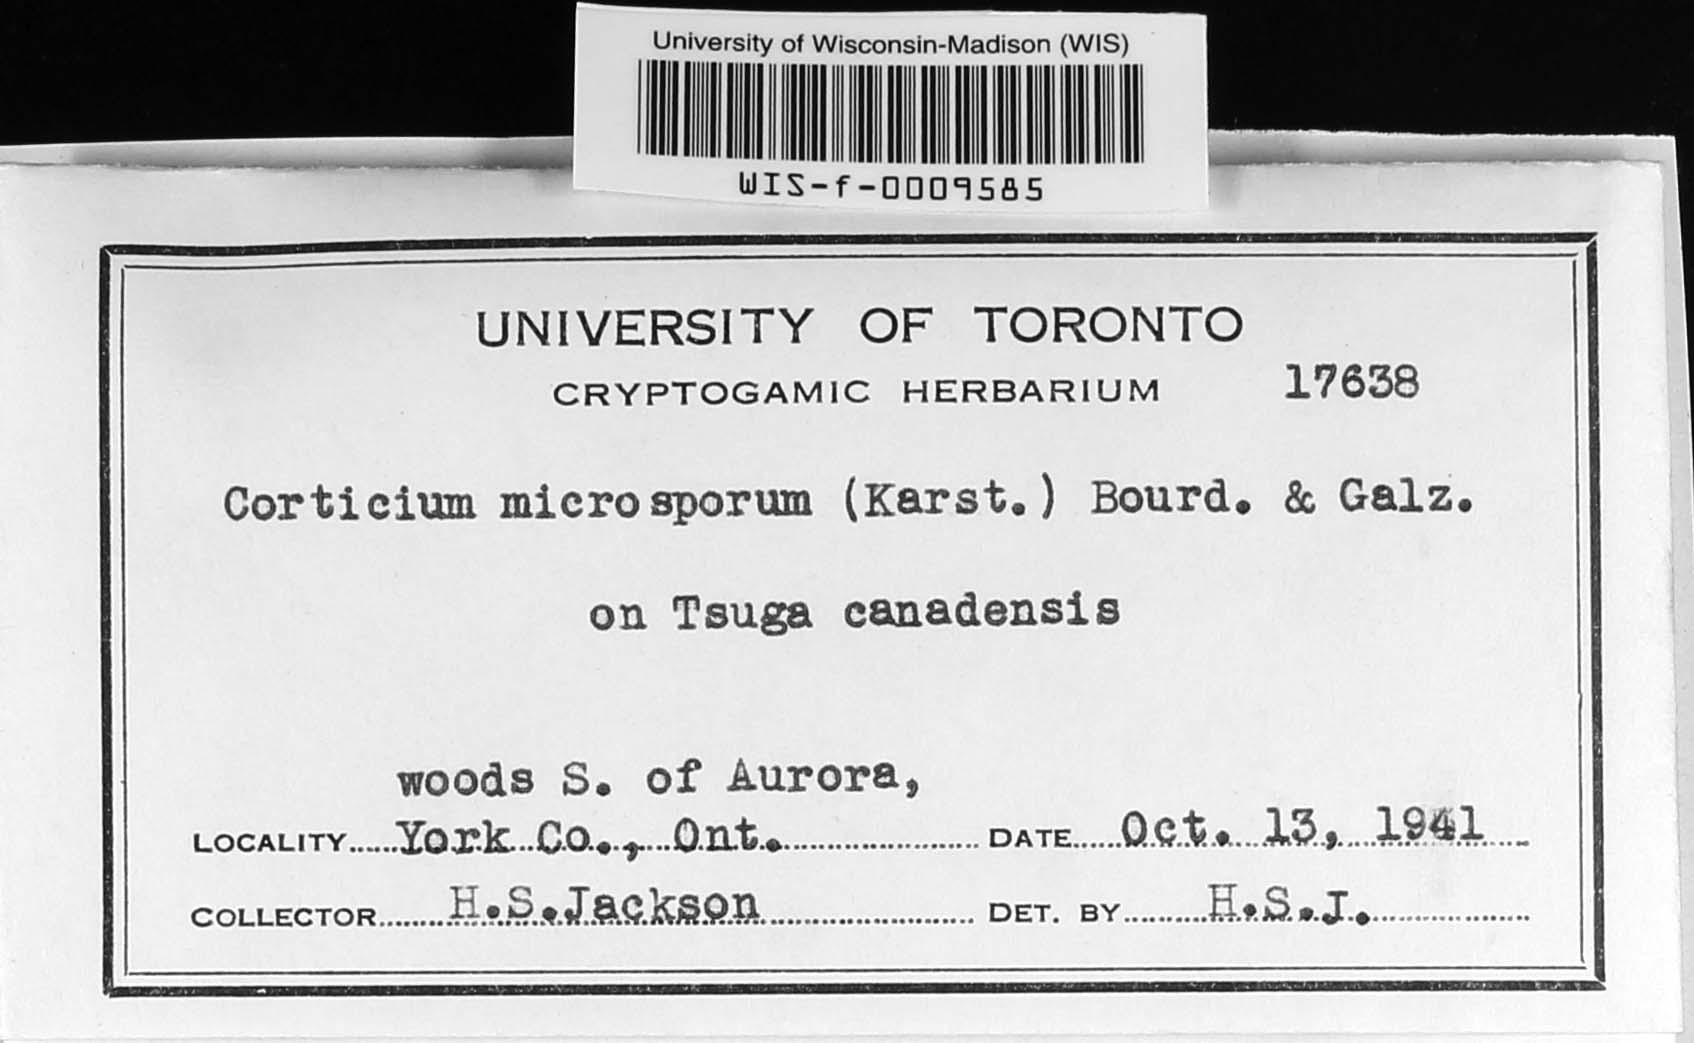 University of Wisconsin-Madison (WIS)
WIS-f-0009585
UNIVERSITY OF TORONTO
CRYPTOGAMIC HERBARIUM 17638
Corticium microsporum (Karst.) Bourd. & Galz.
on Tsuga canadensis
woods S. of Aurora,
LOCALITY York Co., Ont. DATE Oct. 13, 1941
COLLECTOR H.S.Jackson DET. BY H.S.J.